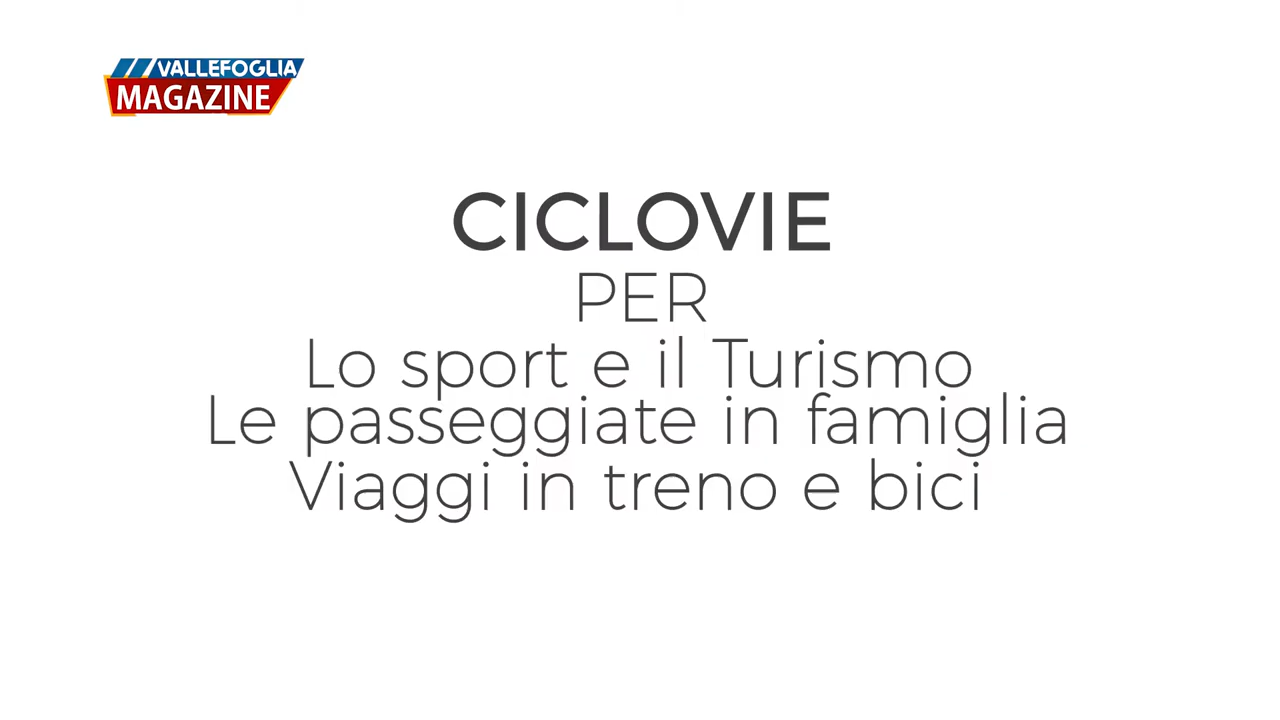 VALLEFOGLIA
MAGAZINE
CICLOVIE
PER
Lo sport e il Turismo
Le passeggiate in famiglia
Viaggi in treno e bici